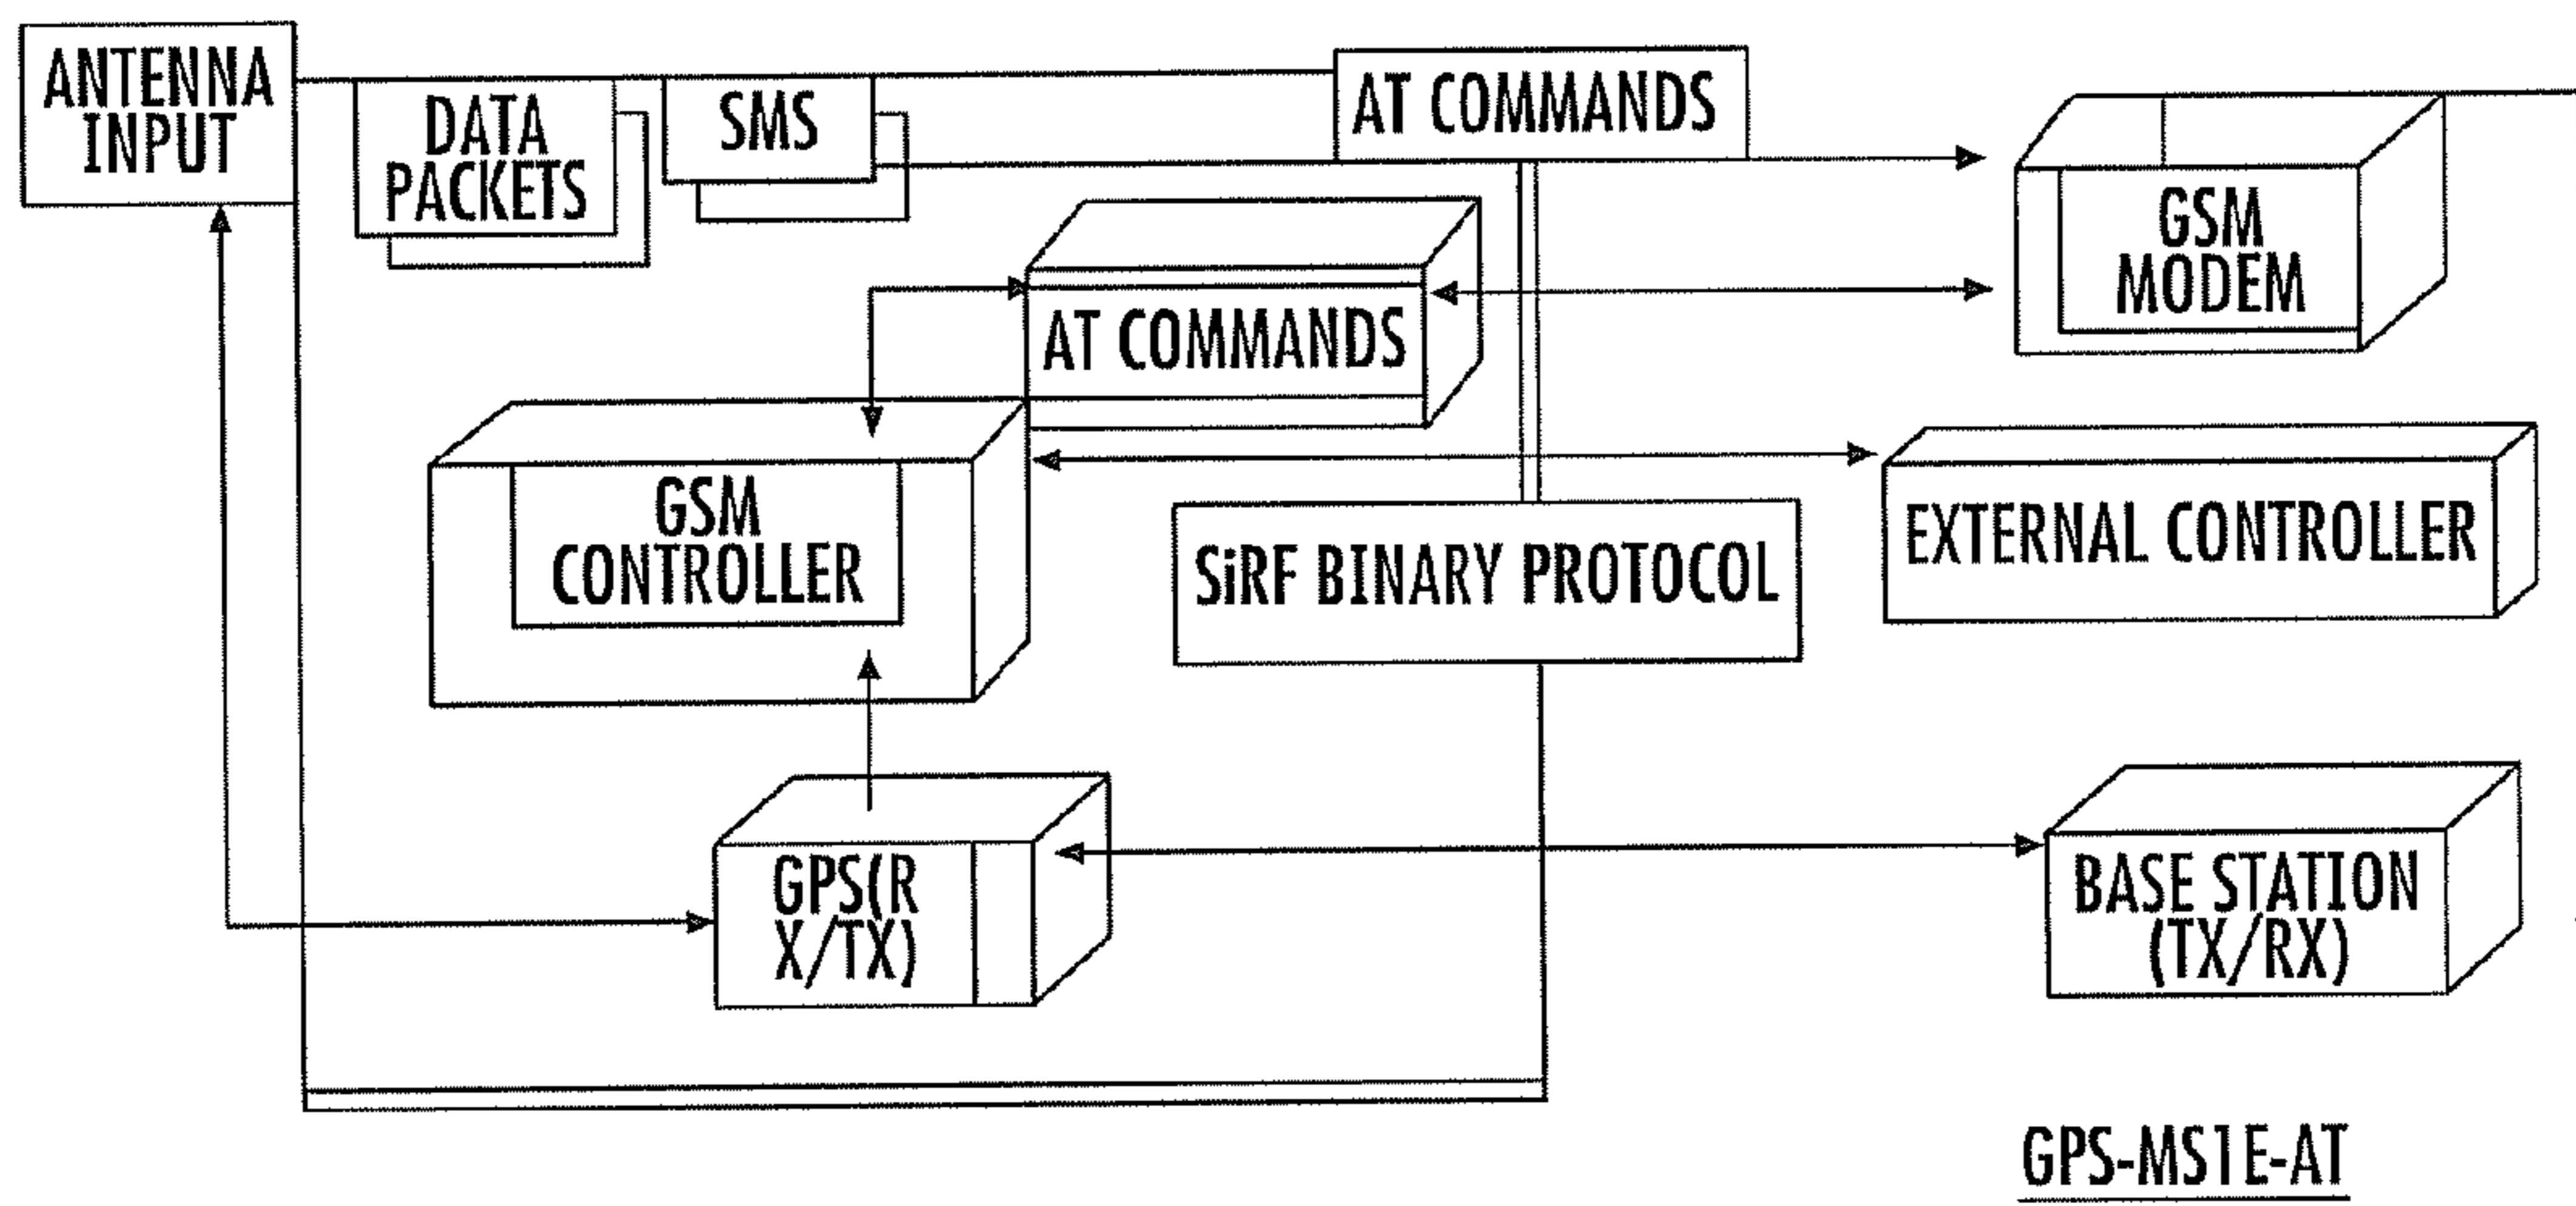 ANTENNA
INPUT
DATA
PACKETS
SMS
AT COMMANDS
GSM
MODEM
AT COMMANDS
GSM
CONTROLLER
SiRF BINARY PROTOCOL
EXTERNAL CONTROLLER
GPS(R
X/TX)
BASE STATION
(TX/RX)
GPS-MS1E-AT